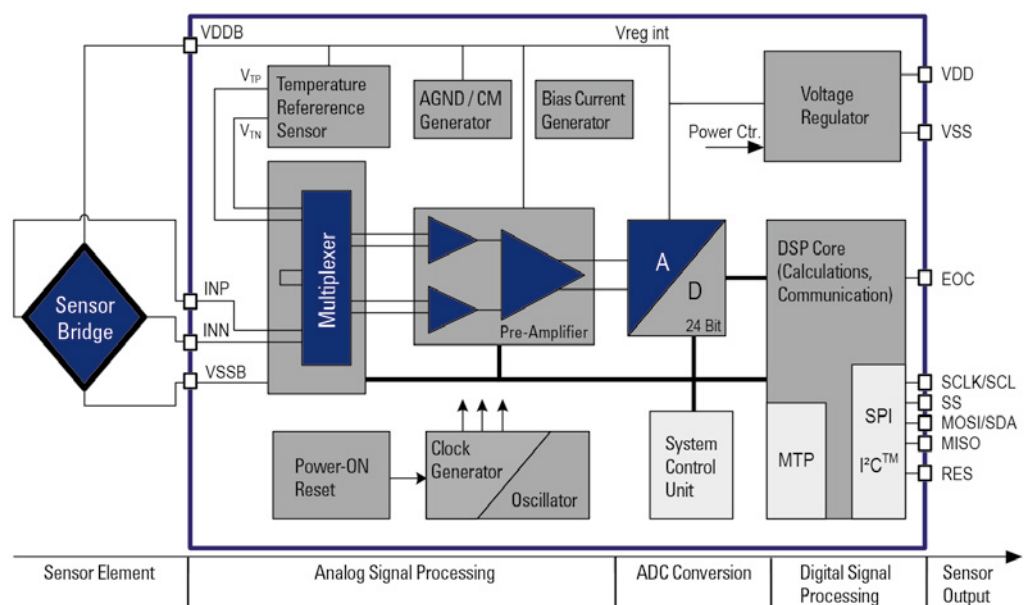 VDDB
Vreg int
VTP
VTN
Temperature
Refererence
Sensor
AGND / CM
Generator
Bias Current
Generator
Power Ctr.
Voltage
Regulator
VDD
VSS
Sensor
Bridge
INP
INN
VSSB
Multiplexer
Pre-Amplifier
A
D
24 Bit
DSP Core
(Calculations,
Communication)
EOC
Power-ON
Reset
Clock
Generator
Oscillator
System
Control
Unit
MTP
SPI
I²C™
SCLK/SCL
SS
MOSI/SDA
MISO
RES
Sensor Element
Analog Signal Processing
ADC Conversion
Digital Signal
Processing
Sensor
Output